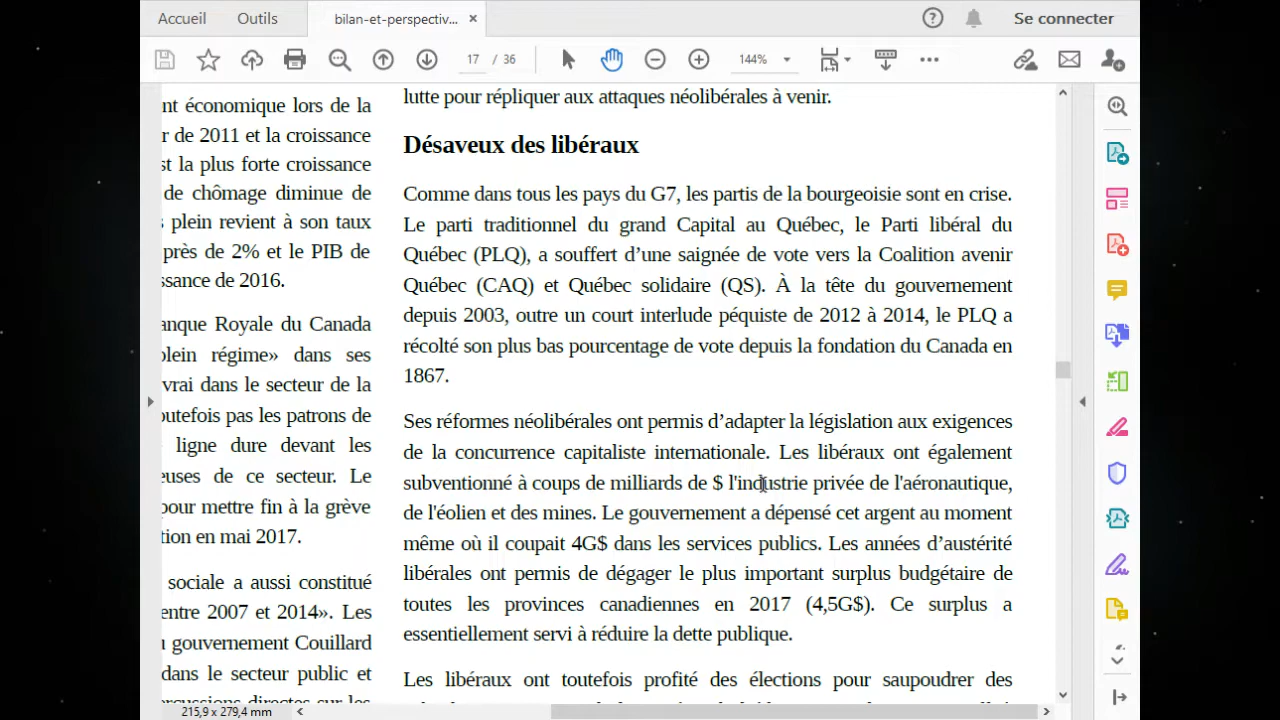 Accueil
Outils
bilan-et-perspectiv...
Se connecter
17 / 36
144%
nt économique lors de la
r de 2011 et la croissance
st la plus forte croissance
de chômage diminue de
plein revient à son taux
près de 2% et le PIB de
ssance de 2016.
anque Royale du Canada
plein régime» dans ses
vrai dans le secteur de la
outefois pas les patrons de
ligne dure devant les
euses de ce secteur. Le
pour mettre fin à la grève
tion en mai 2017.
sociale a aussi constitué
entre 2007 et 2014». Les
gouvernement Couillard
dans le secteur public et
lutte pour répliquer aux attaques néolibérales à venir.
Désaveux des libéraux
Comme dans tous les pays du G7, les partis de la bourgeoisie sont en crise.
Le parti traditionnel du grand Capital au Québec, le Parti libéral du
Québec (PLQ), a souffert d’une saignée de vote vers la Coalition avenir
Québec (CAQ) et Québec solidaire (QS). À la tête du gouvernement
depuis 2003, outre un court interlude péquiste de 2012 à 2014, le PLQ a
récolté son plus bas pourcentage de vote depuis la fondation du Canada en
1867.
Ses réformes néolibérales ont permis d’adapter la législation aux exigences
de la concurrence capitaliste internationale. Les libéraux ont également
subventionné à coups de milliards de $ l'industrie privée de l'aéronautique,
de l'éolien et des mines. Le gouvernement a dépensé cet argent au moment
même où il coupait 4G$ dans les services publics. Les années d’austérité
libérales ont permis de dégager le plus important surplus budgétaire de
toutes les provinces canadiennes en 2017 (4,5G$). Ce surplus a
essentiellement servi à réduire la dette publique.
Les libéraux ont toutefois profité des élections pour saupoudrer des
215,9 x 279,4 mm